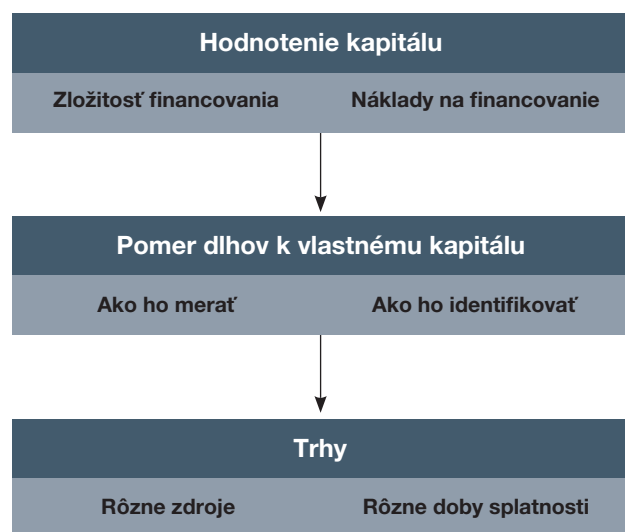 Hodnotenie kapitálu
Zložitosť financovania Náklady na financovanie
Pomer dlhov k vlastnému kapitálu
Ako ho merať Ako ho identifikovať
Trhy
Rôzne zdroje Rôzne doby splatnosti